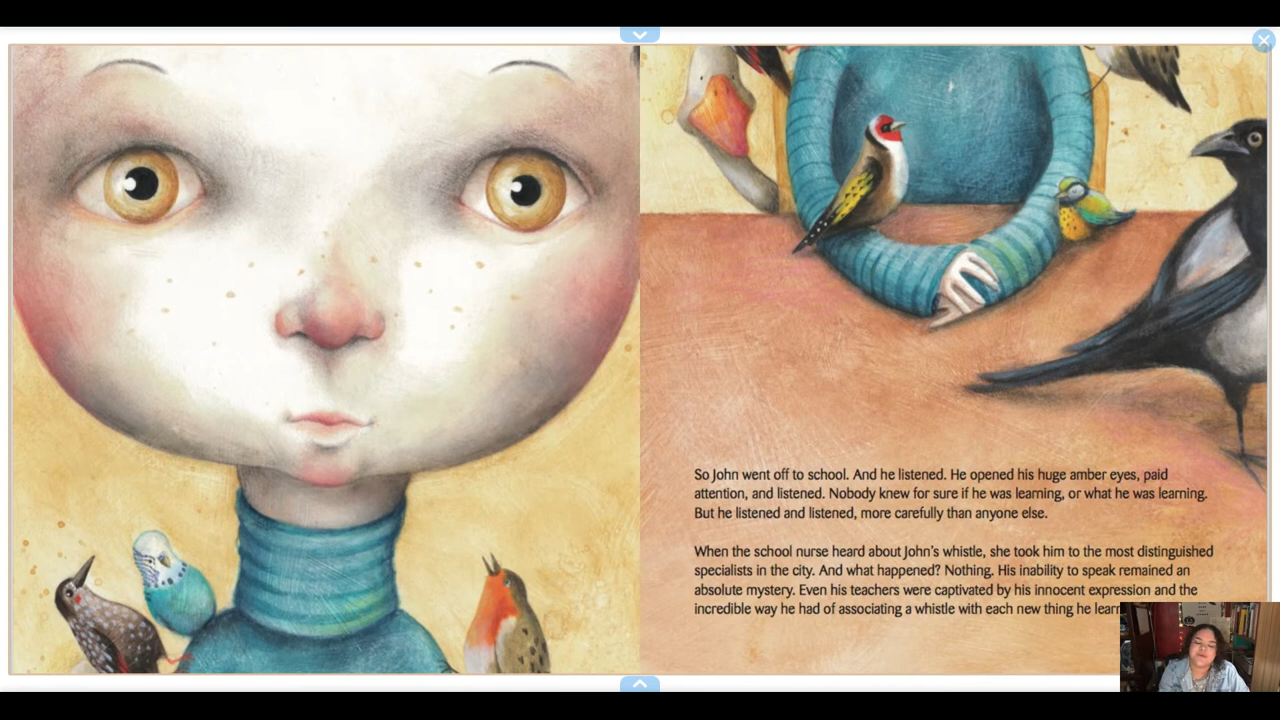 So John went off to school. And he listened. He opened his huge amber eyes, paid
attention, and listened. Nobody knew for sure if he was learning, or what he was learning.
But he listened and listened, more carefully than anyone else.
When the school nurse heard about John's whistle, she took him to the most distinguished
specialists in the city. And what happened? Nothing. His inability to speak remained an
absolute mystery. Even his teachers were captivated by his innocent expression and the
incredible way he had of associating a whistle with each new thing he